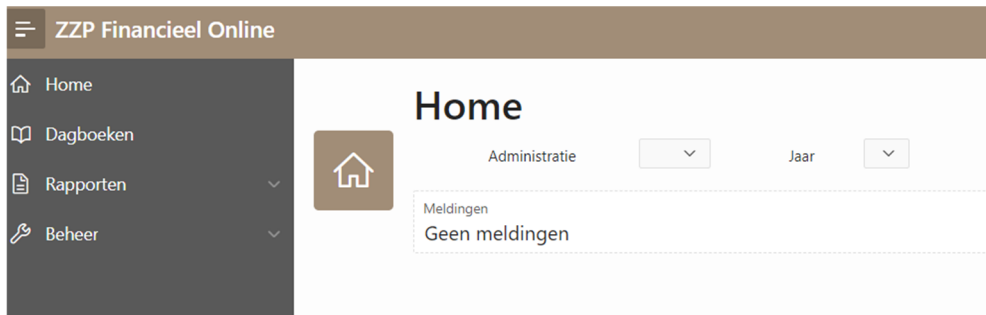 ZZP Financieel Online
Home
Dagboeken
Rapporten
Beheer
Home
Administratie
Jaar
Meldingen
Geen meldingen